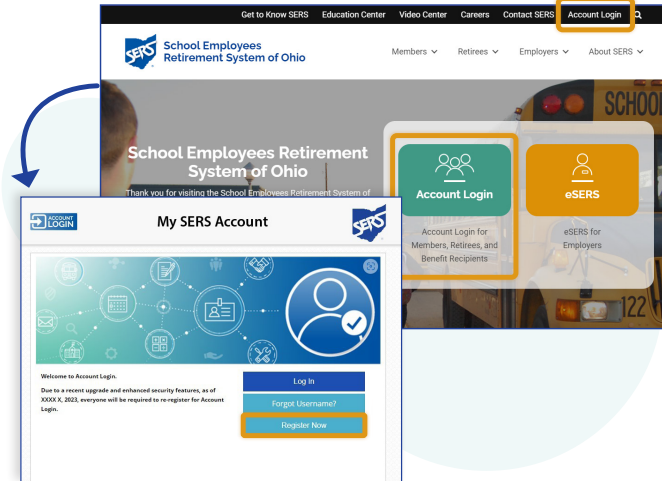 Get to Know SERS Education Center Video Center Careers Contact SERS Account Login
SERS
School Employees
Retirement System of Ohio
Members Retirees Employers About SERS
SCHOOL
School Employees Retirement
System of Ohio
Thank you for visiting the School Employees Retirement System of
Account Login
Account Login for
Members, Retirees, and
Benefit Recipients
eSERS
eSERS for
Employers
122
ACCOUNT
LOGIN
My SERS Account
SERS
Welcome to Account Login.
Due to a recent upgrade and enhanced security features, as of
XXXX X, 2023, everyone will be required to re-register for Account
Login.
Log In
Forgot Username?
Register Now